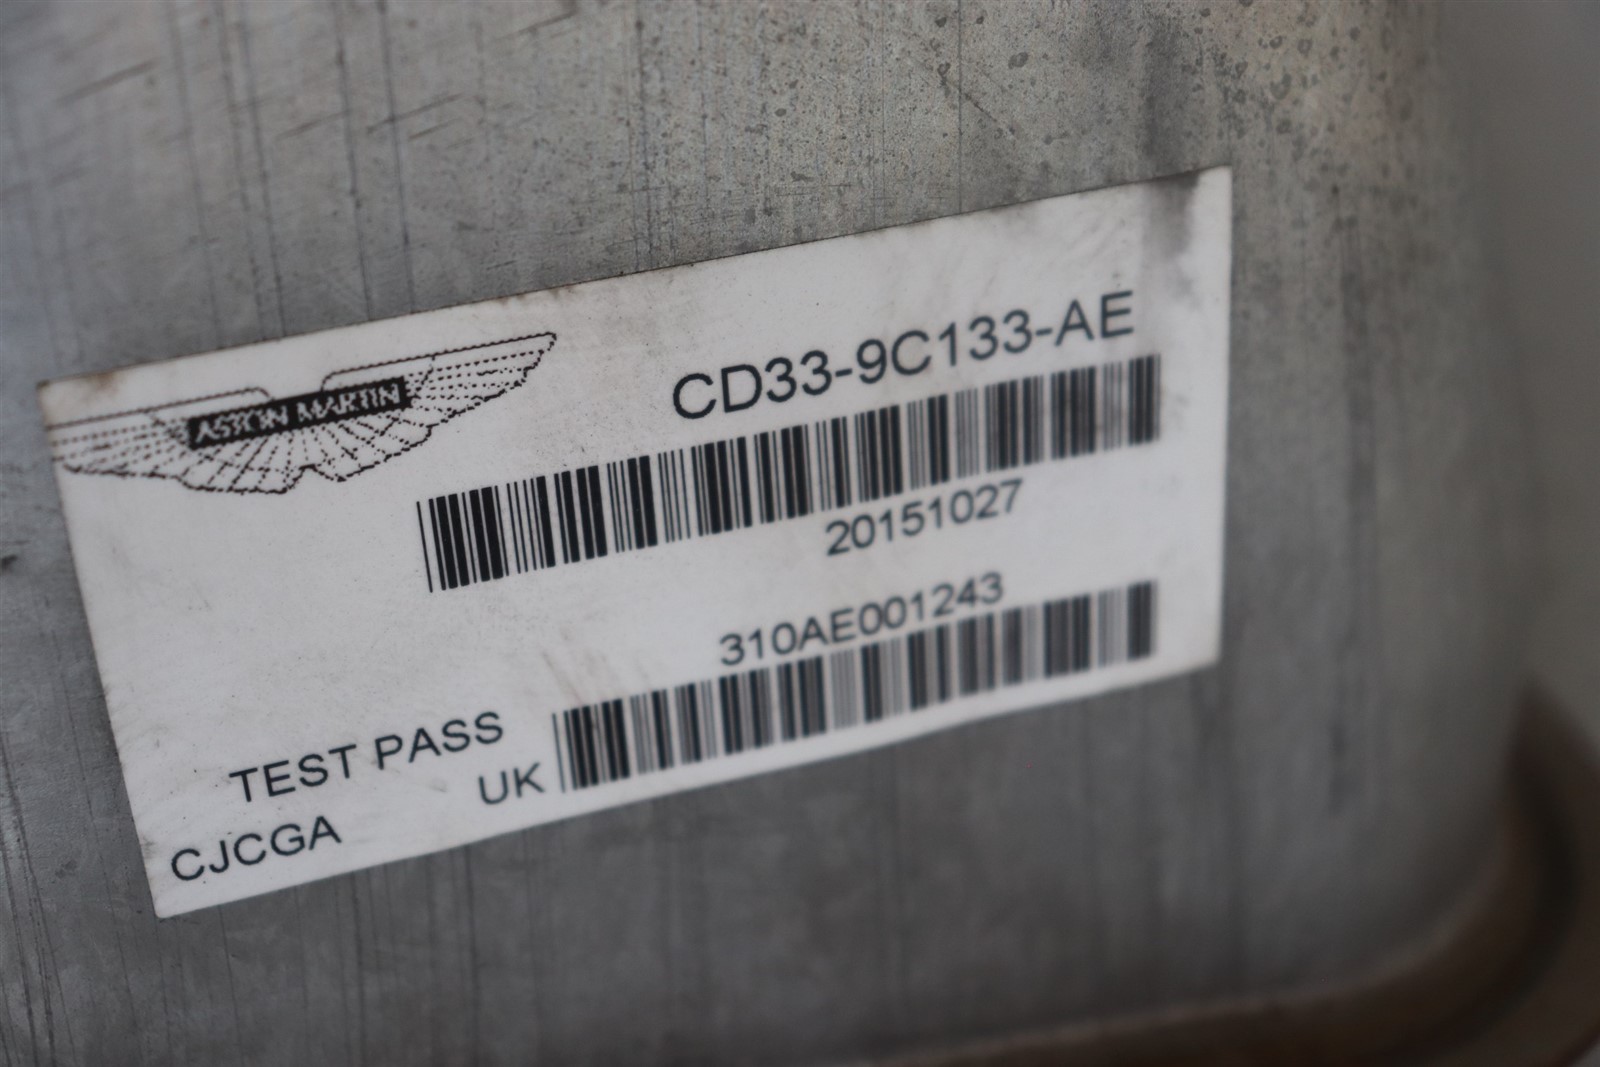 ASTON MARTIN
CD33-9C133-AE
20151027
310AE001243
TEST PASS
UK
CJCGA